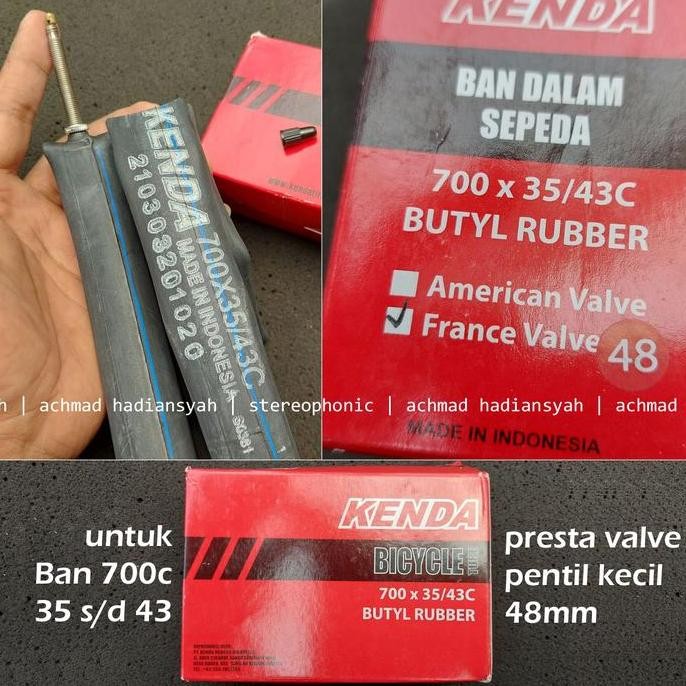 KENDA 700X35/43C
210303201020
MADE IN INDONESIA
KENDA
BAN DALAM
SEPEDA
700 x 35/43C
BUTYL RUBBER
American Valve
France Valve
48
MADE IN INDONESIA
h | achmad hadiansyah | stereophonic | achmad hadiansyah | achmad
untuk
Ban 700c
35 s/d 43
KENDA
BICYCLE TUBE
700 x 35/43C
BUTYL RUBBER
presta valve
pentil kecil
48mm